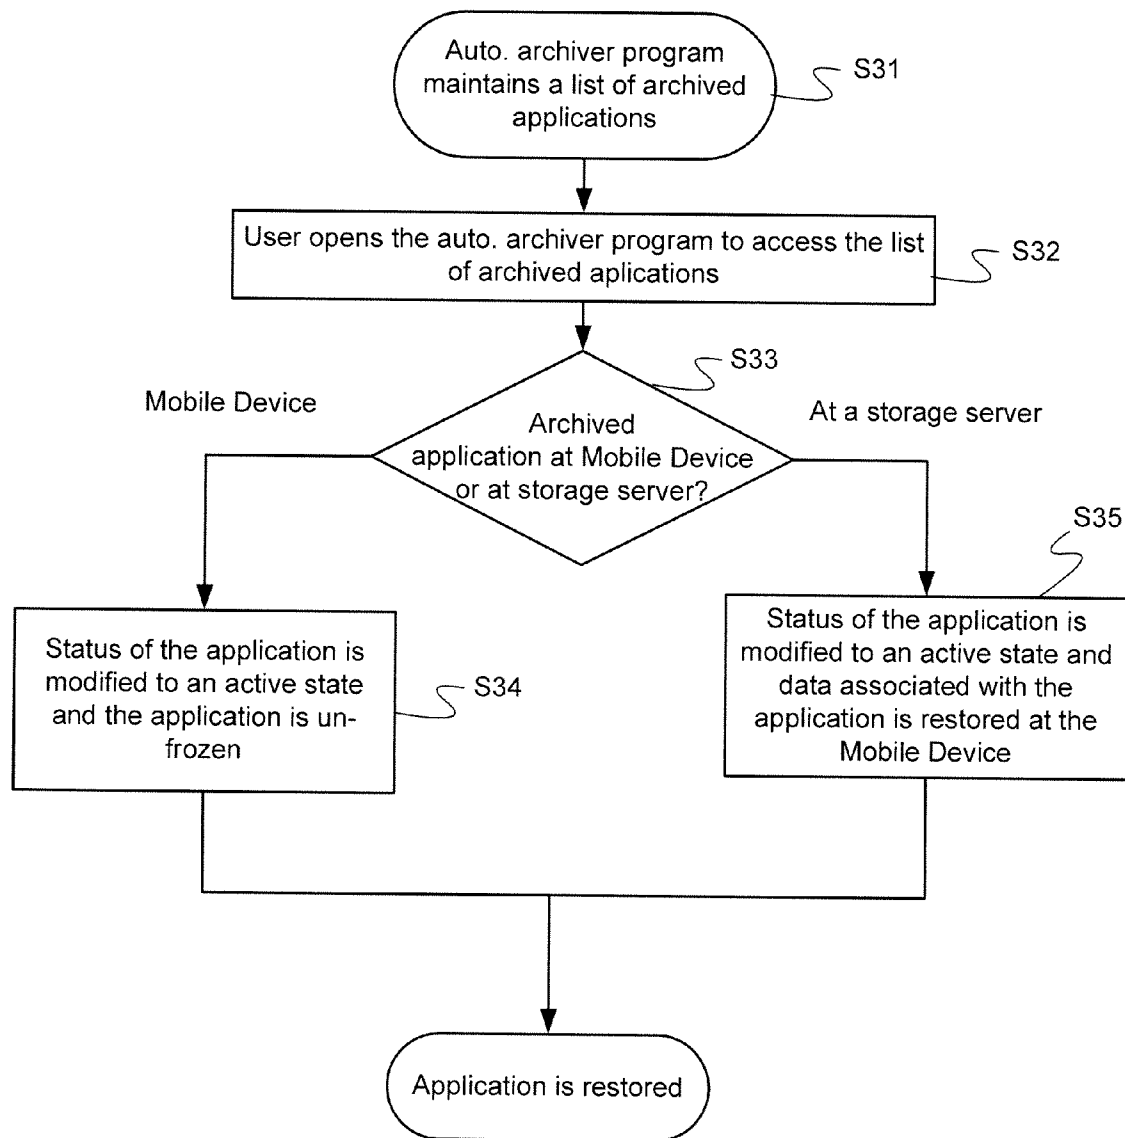 Auto. archiver program
maintains a list of archived
applications
S31
User opens the auto. archiver program to access the list
of archived aplications
S32
S33
Mobile Device
At a storage server
Archived
application at Mobile Device
or at storage server?
S35
Status of the application is
modified to an active state
and the application is un-
frozen
S34
Status of the application is
modified to an active state and
data associated with the
application is restored at the
Mobile Device
Application is restored